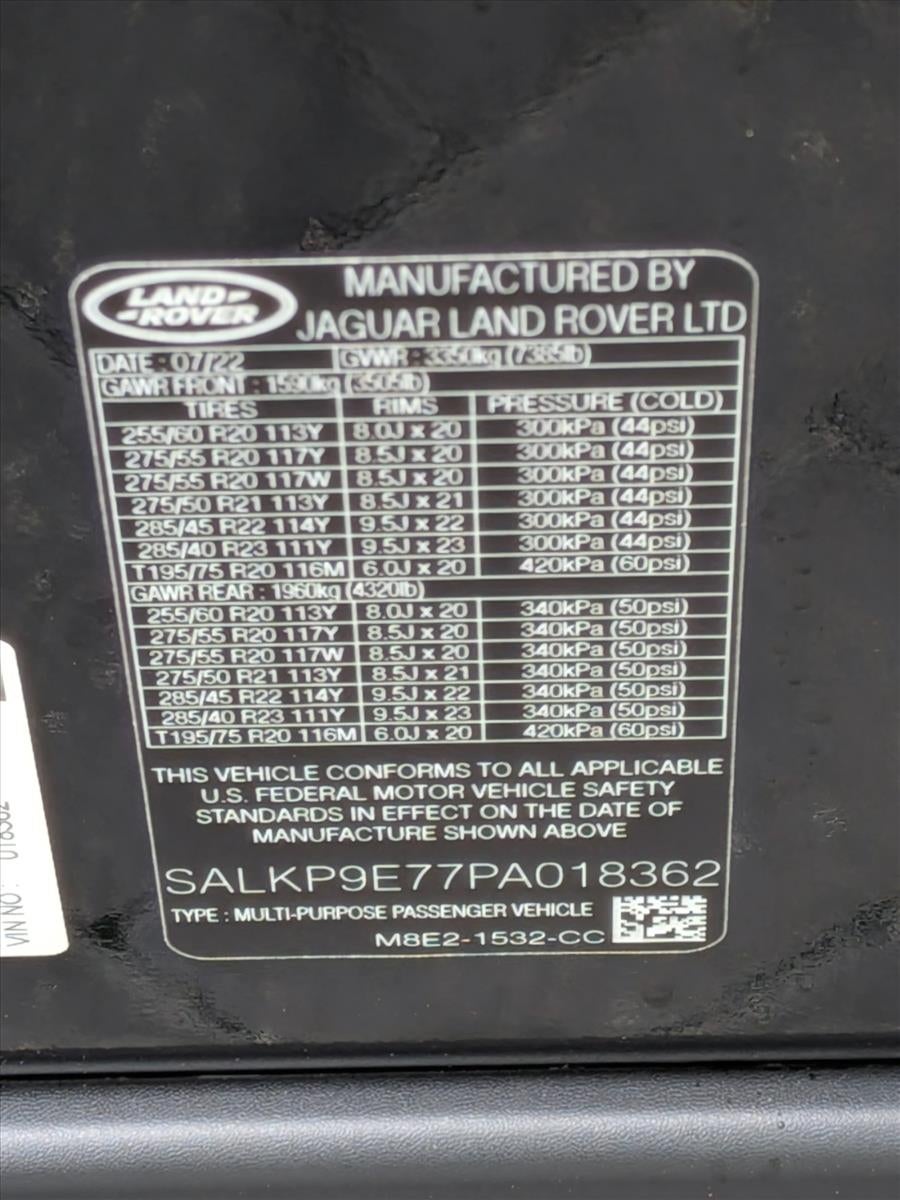 LAND ROVER
MANUFACTURED BY
JAGUAR LAND ROVER LTD
DATE : 07/22 GVWR : 3350kg (7385lb)
GAWR FRONT : 1590kg (3505lb)
TIRES RIMS PRESSURE (COLD)
255/60 R20 113Y 8.0J x 20 300kPa (44psi)
275/55 R20 117Y 8.5J x 20 300kPa (44psi)
275/55 R20 117W 8.5J x 20 300kPa (44psi)
275/50 R21 113Y 8.5J x 21 300kPa (44psi)
285/45 R22 114Y 9.5J x 22 300kPa (44psi)
285/40 R23 111Y 9.5J x 23 300kPa (44psi)
T195/75 R20 116M 6.0J x 20 420kPa (60psi)
GAWR REAR : 1960kg (4320lb)
255/60 R20 113Y 8.0J x 20 340kPa (50psi)
275/55 R20 117Y 8.5J x 20 340kPa (50psi)
275/55 R20 117W 8.5J x 20 340kPa (50psi)
275/50 R21 113Y 8.5J x 21 340kPa (50psi)
285/45 R22 114Y 9.5J x 22 340kPa (50psi)
285/40 R23 111Y 9.5J x 23 340kPa (50psi)
T195/75 R20 116M 6.0J x 20 420kPa (60psi)
THIS VEHICLE CONFORMS TO ALL APPLICABLE
U.S. FEDERAL MOTOR VEHICLE SAFETY
STANDARDS IN EFFECT ON THE DATE OF
MANUFACTURE SHOWN ABOVE
SALKP9E77PA018362
TYPE : MULTI-PURPOSE PASSENGER VEHICLE
M8E2-1532-CC
VIN NO : 018362